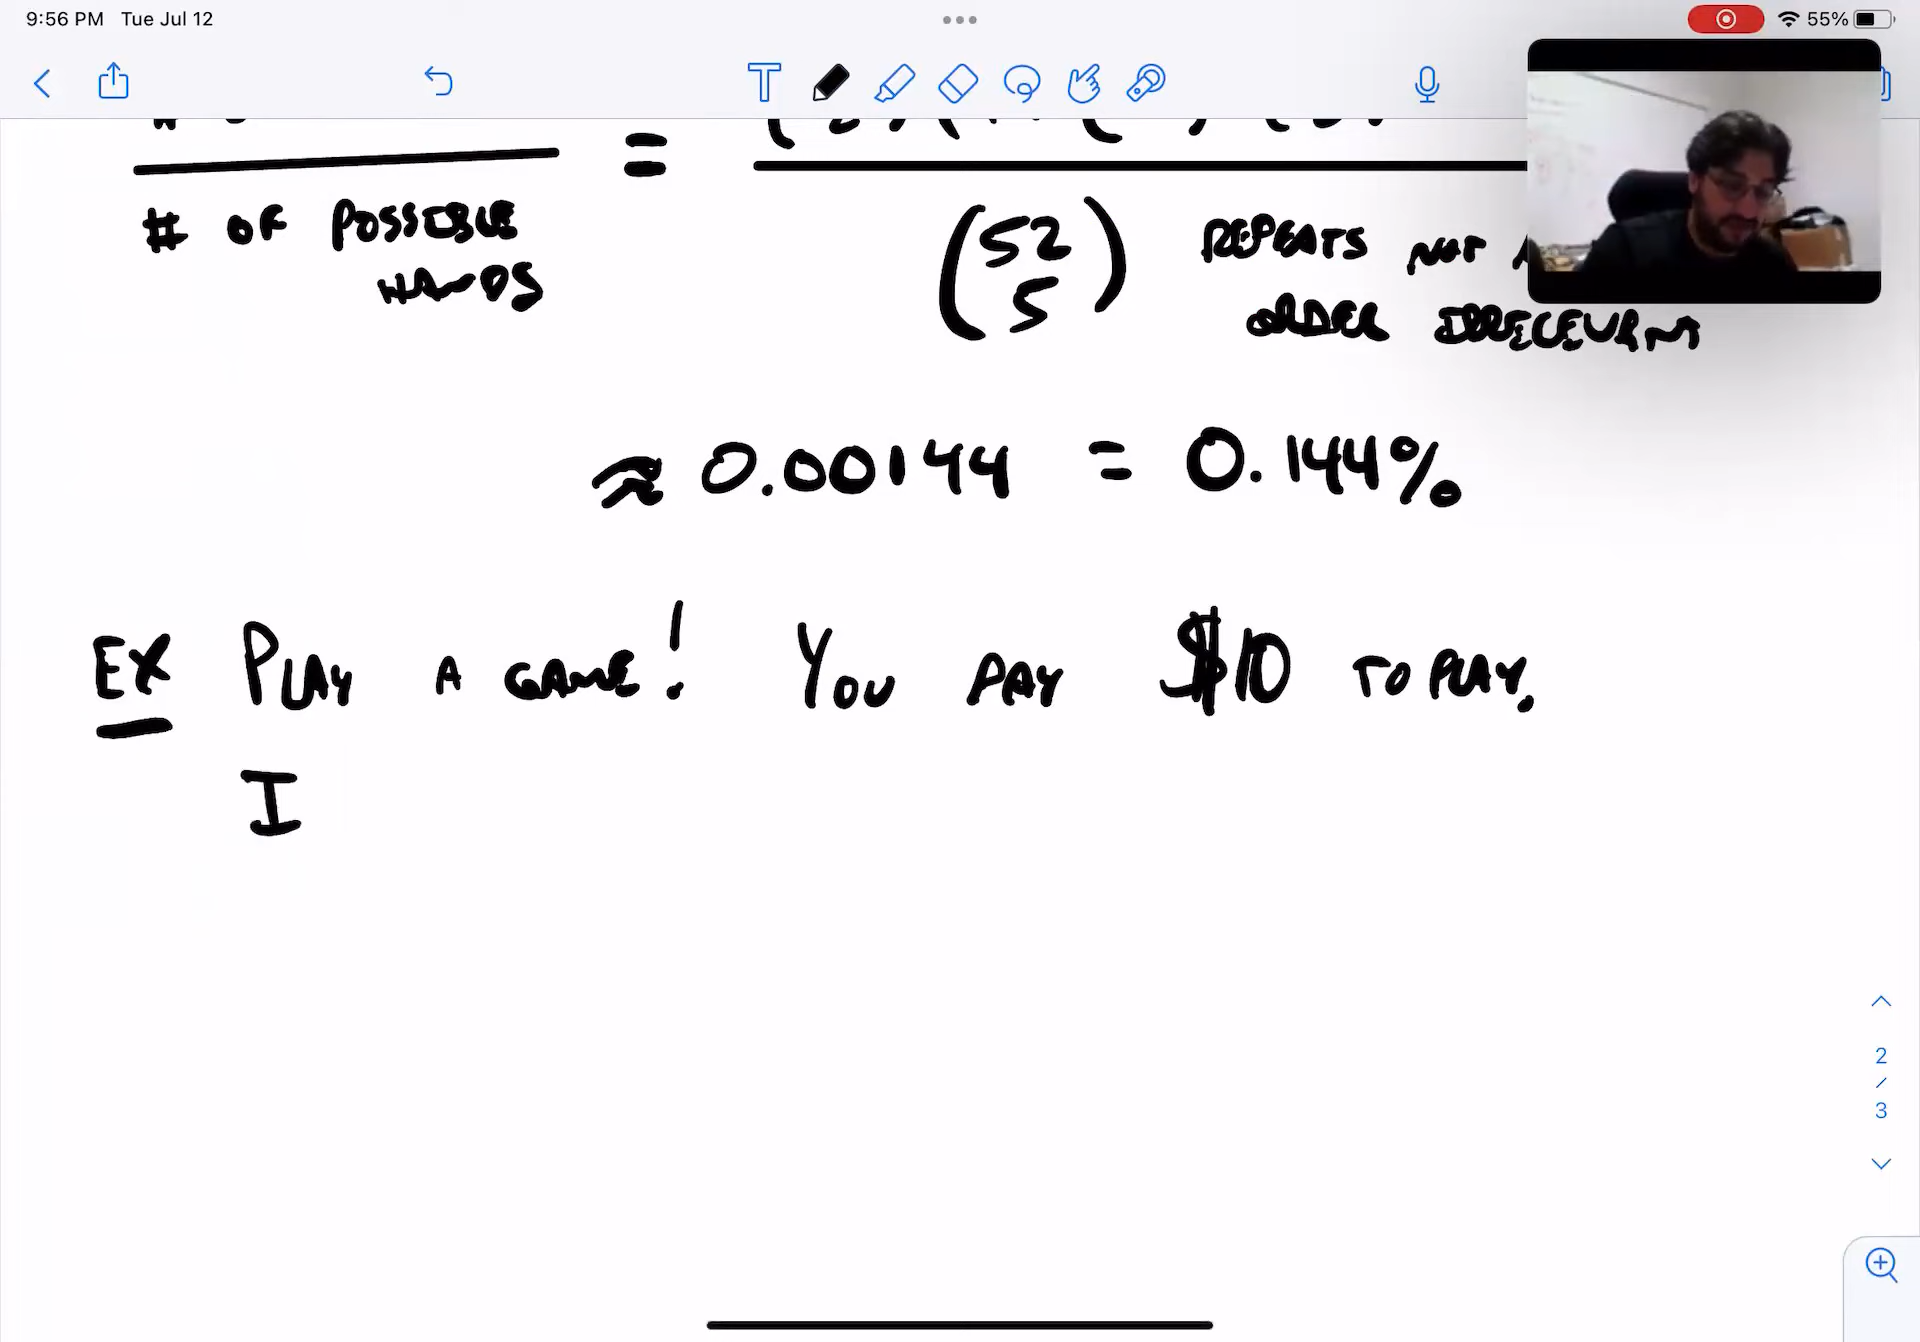 9:56 PM Tue Jul 12
55%
# OF POSSIBLE
HANDS
=
(52
5)
REPEATS NOT
ORDER IRRELEVANT
≈ 0.00144 = 0.144%
EX PLAY A GAME! YOU PAY $10 TO PLAY.
I
2
/
3